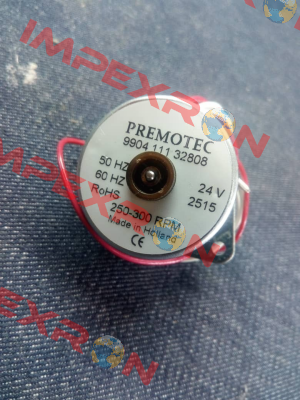 IMPEXRON
PREMOTEC
9904 111 32808
50 HZ
60 HZ
24 V
RoHS
2515
250-300 RPM
Made in Holland
CE
IMPEXRON
IMPEXRON